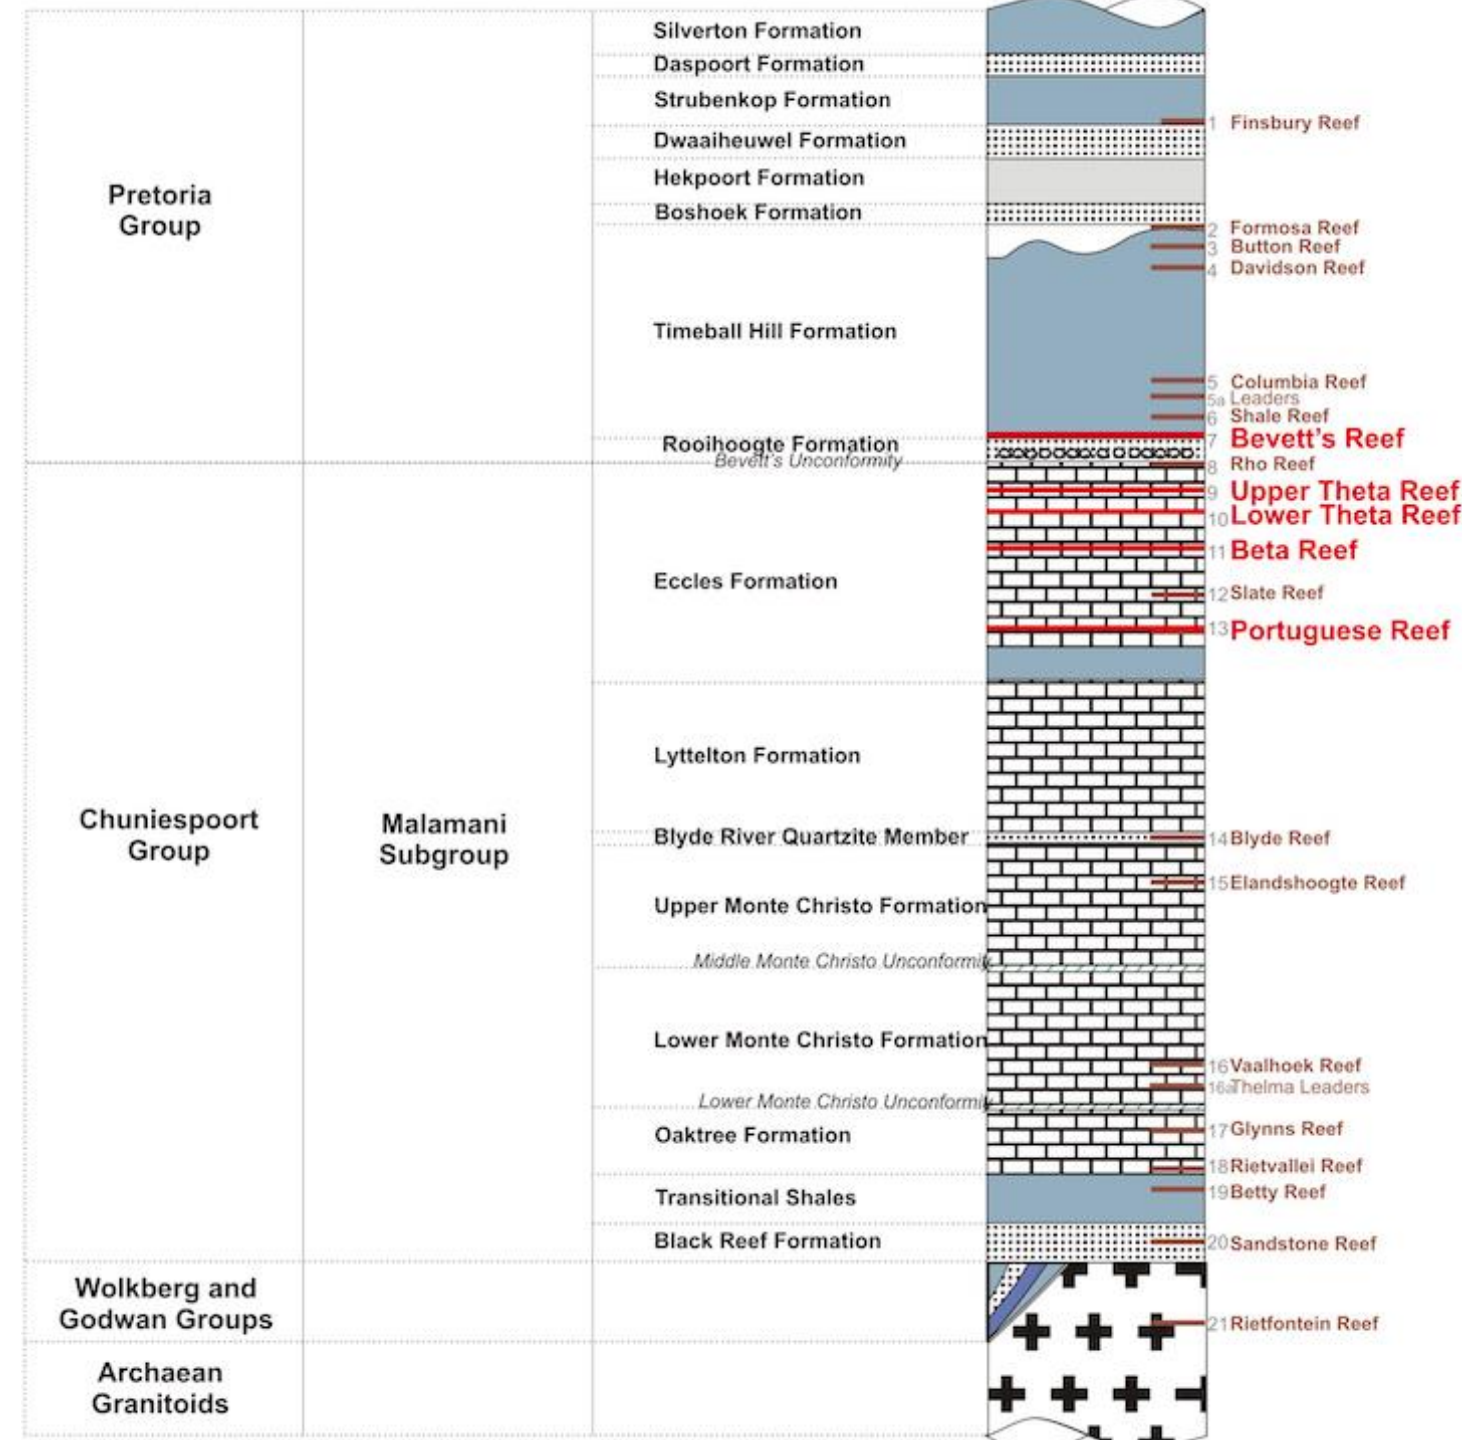 Silverton Formation
Daspoort Formation
Strubenkop Formation
1 Finsbury Reef
Dwaaiheuwel Formation
Pretoria
Group
Hekpoort Formation
Boshoek Formation
2 Formosa Reef
3 Button Reef
4 Davidson Reef
Timeball Hill Formation
5 Columbia Reef
5a Leaders
6 Shale Reef
7 Bevett's Reef
Rooihoogte Formation
Bevett's Unconformity
8 Rho Reef
9 Upper Theta Reef
10 Lower Theta Reef
11 Beta Reef
Eccles Formation
12 Slate Reef
13 Portuguese Reef
Lyttelton Formation
Chuniespoort
Group
Malamani
Subgroup
Blyde River Quartzite Member
14 Blyde Reef
15 Elandshoogte Reef
Upper Monte Christo Formation
Middle Monte Christo Unconformity
Lower Monte Christo Formation
16 Vaalhoek Reef
16a Thelma Leaders
Lower Monte Christo Unconformity
17 Glynns Reef
Oaktree Formation
18 Rietvallei Reef
19 Betty Reef
Transitional Shales
Black Reef Formation
20 Sandstone Reef
Wolkberg and
Godwan Groups
21 Rietfontein Reef
Archaean
Granitoids